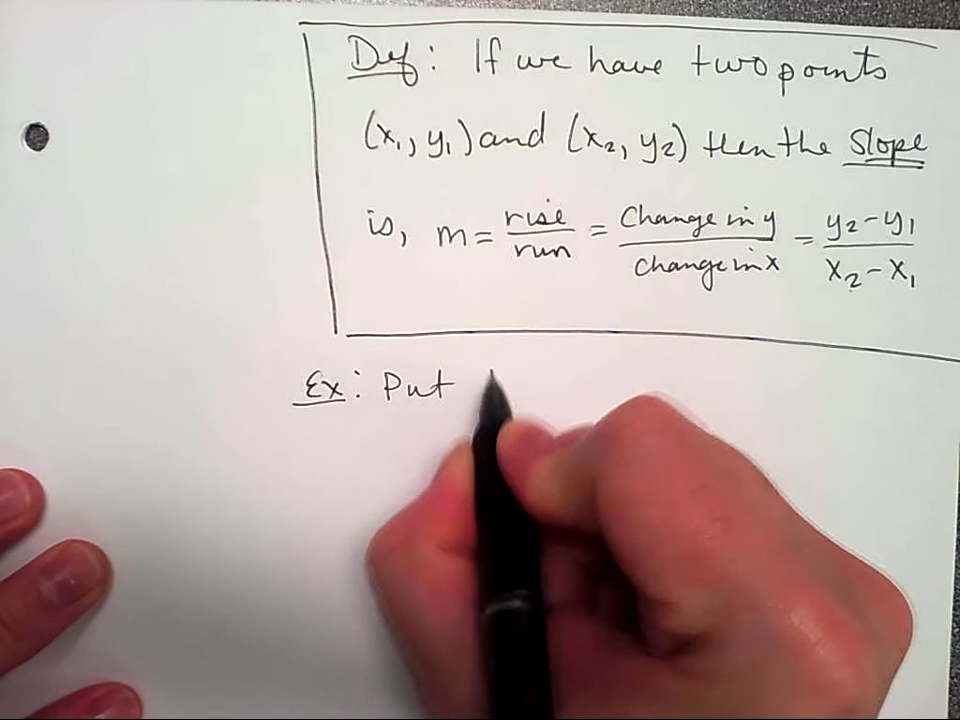 Def: If we have two points
(x₁, y₁) and (x₂, y₂) then the Slope
is, m = rise/run = Change in y/change in x = y₂-y₁/x₂-x₁
Ex: Put